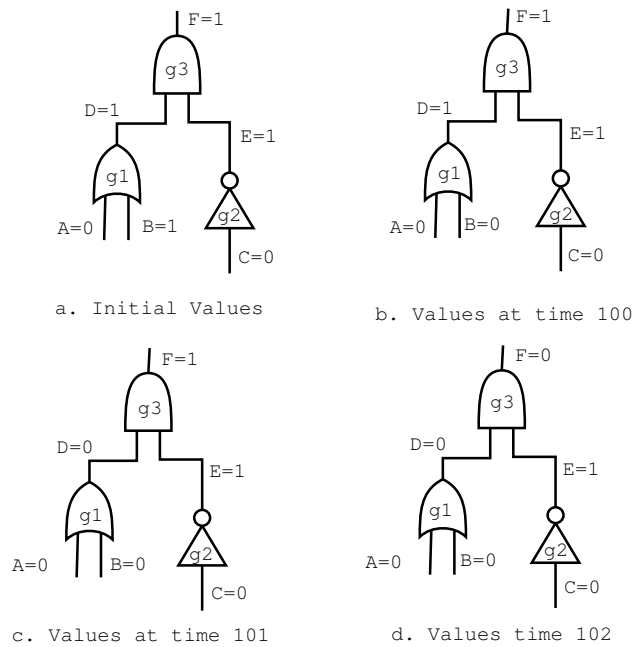 F=1
g3
D=1
E=1
g1
g2
A=0
B=1
C=0
a. Initial Values
F=1
g3
D=1
E=1
g1
g2
A=0
B=0
C=0
b. Values at time 100
F=1
g3
D=0
E=1
g1
g2
A=0
B=0
C=0
c. Values at time 101
F=0
g3
D=0
E=1
g1
g2
A=0
B=0
C=0
d. Values time 102